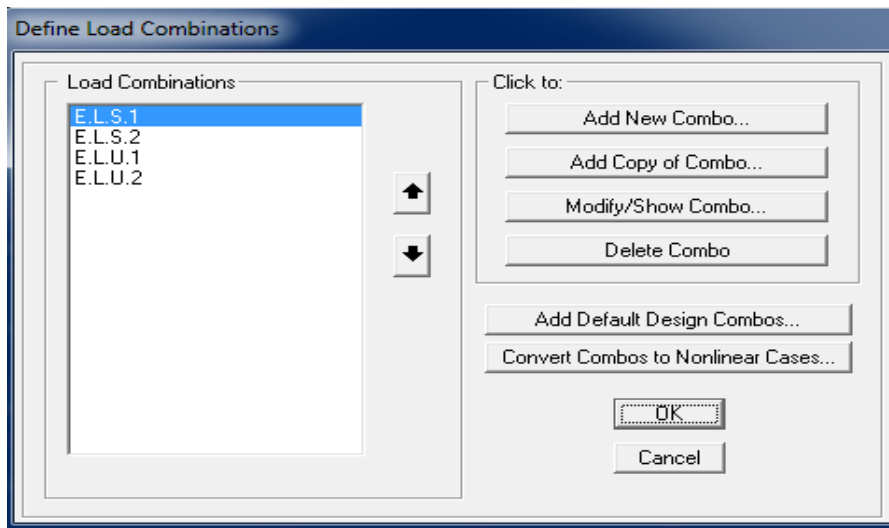 Define Load Combinations
Load Combinations
E.L.S.1
E.L.S.2
E.L.U.1
E.L.U.2
Click to:
Add New Combo...
Add Copy of Combo...
Modify/Show Combo...
Delete Combo
Add Default Design Combos...
Convert Combos to Nonlinear Cases...
OK
Cancel